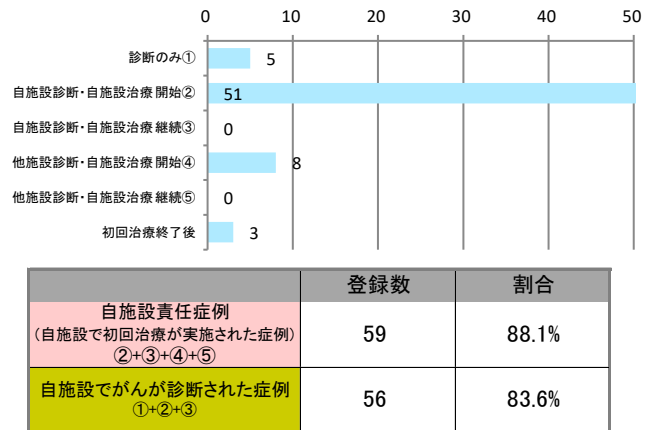 0 10 20 30 40 50
診断のみ① 5
自施設診断・自施設治療 開始② 51
自施設診断・自施設治療 継続③ 0
他施設診断・自施設治療 開始④ 8
他施設診断・自施設治療 継続⑤ 0
初回治療終了後 3
登録数 割合
自施設責任症例
(自施設で初回治療が実施された症例) 59 88.1%
②+③+④+⑤
自施設でがんが診断された症例 56 83.6%
①+②+③